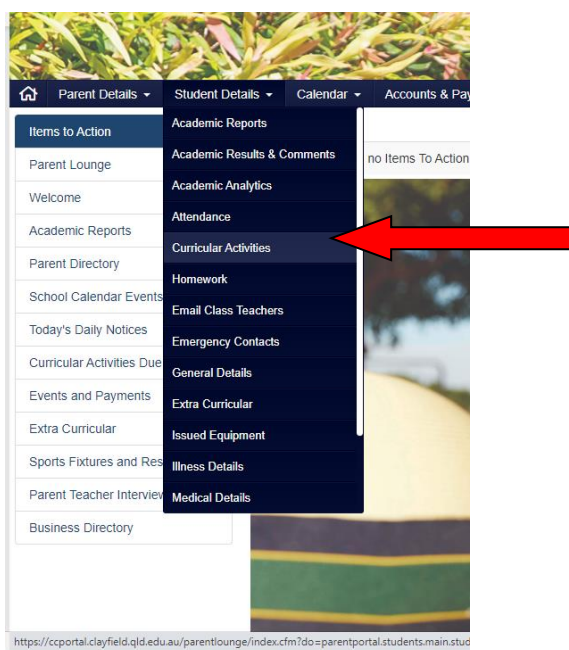 Parent Details Student Details Calendar Accounts & Pay
Items to Action
Parent Lounge
Welcome
Academic Reports
Parent Directory
School Calendar Events
Today's Daily Notices
Curricular Activities Due
Events and Payments
Extra Curricular
Sports Fixtures and Res
Parent Teacher Interview
Business Directory
Academic Reports
Academic Results & Comments
Academic Analytics
Attendance
Curricular Activities
Homework
Email Class Teachers
Emergency Contacts
General Details
Extra Curricular
Issued Equipment
Illness Details
Medical Details
no Items To Action
https://ccportal.clayfield.qld.edu.au/parentlounge/index.cfm?do=parentportal.students.main.stud